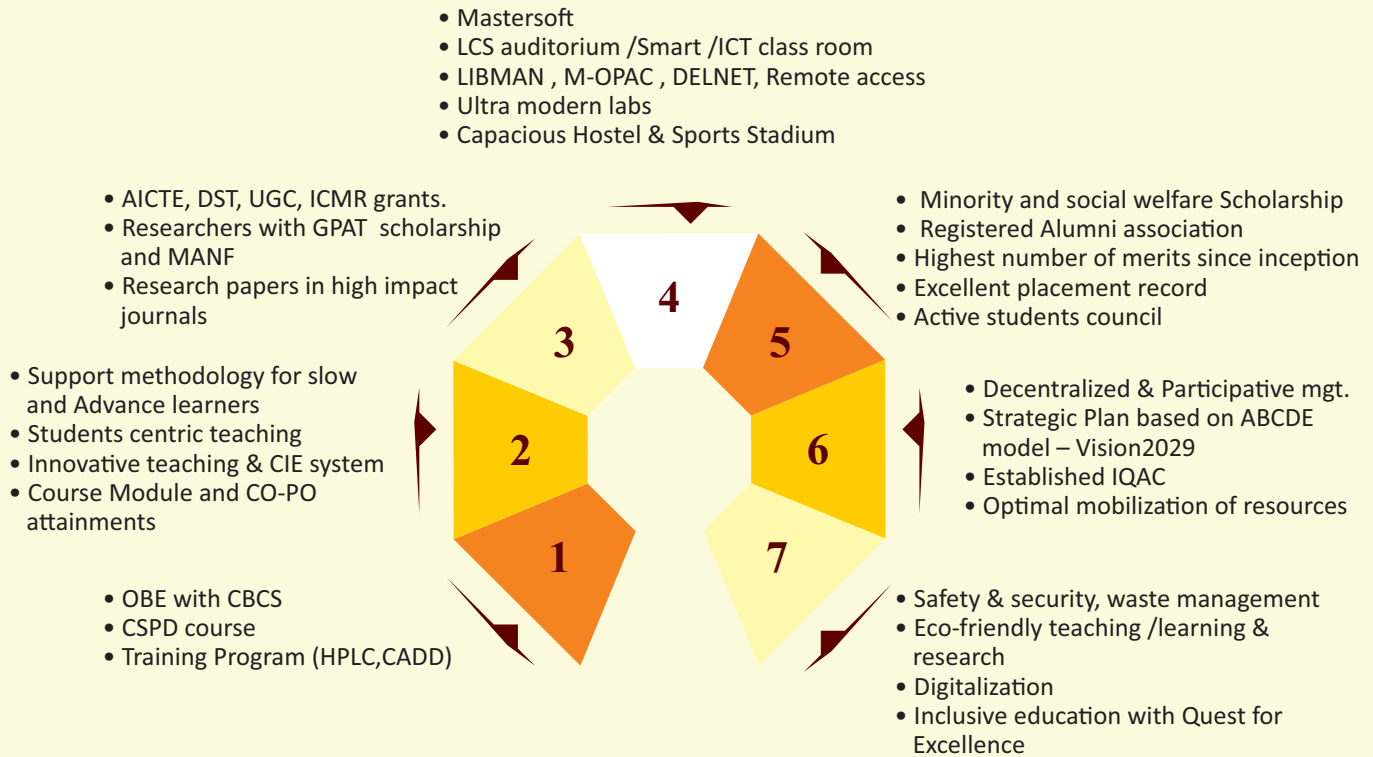 • Mastersoft
• LCS auditorium /Smart /ICT class room
• LIBMAN , M-OPAC , DELNET, Remote access
• Ultra modern labs
• Capacious Hostel & Sports Stadium
• AICTE, DST, UGC, ICMR grants.
• Researchers with GPAT scholarship
and MANF
• Research papers in high impact
journals
• Minority and social welfare Scholarship
• Registered Alumni association
• Highest number of merits since inception
• Excellent placement record
• Active students council
4
3
5
• Support methodology for slow
and Advance learners
• Students centric teaching
• Innovative teaching & CIE system
• Course Module and CO-PO
attainments
2
6
• Decentralized & Participative mgt.
• Strategic Plan based on ABCDE
model – Vision2029
• Established IQAC
• Optimal mobilization of resources
1
7
• OBE with CBCS
• CSPD course
• Training Program (HPLC,CADD)
• Safety & security, waste management
• Eco-friendly teaching /learning &
research
• Digitalization
• Inclusive education with Quest for
Excellence